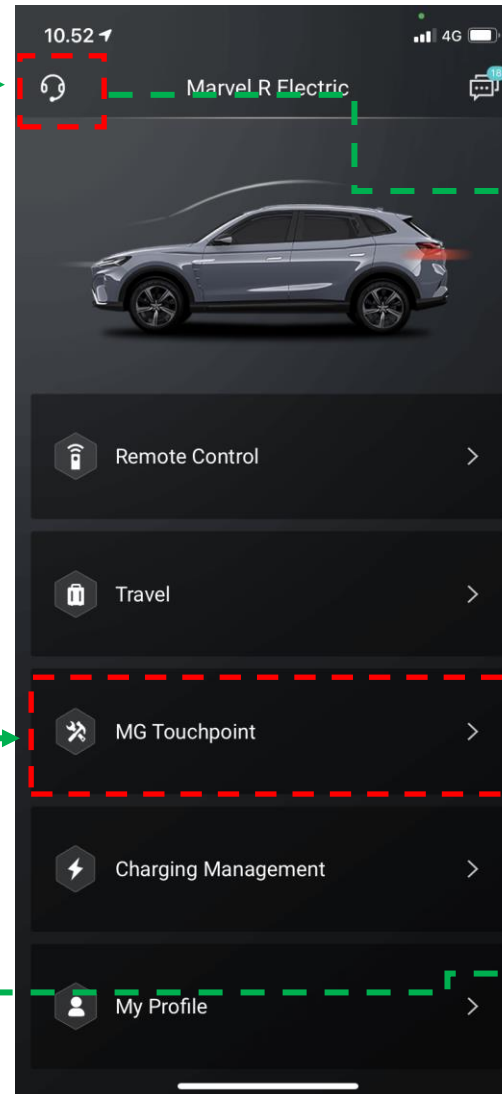 10.52
4G
Marvel R Electric
18
Remote Control
Travel
MG Touchpoint
Charging Management
My Profile